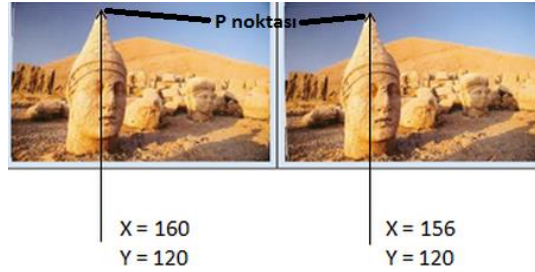 P noktası
X = 160
Y = 120
X = 156
Y = 120